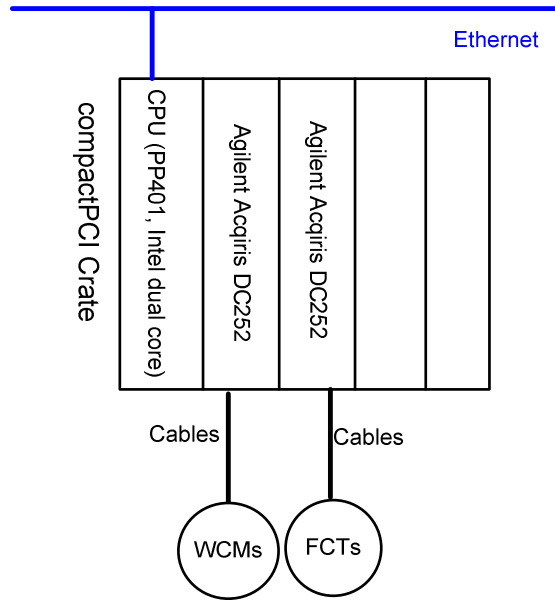 Ethernet
compactPCI Crate
CPU (PP401, Intel dual core)
Agilent Acqiris DC252
Agilent Acqiris DC252
Cables
Cables
WCMs
FCTs